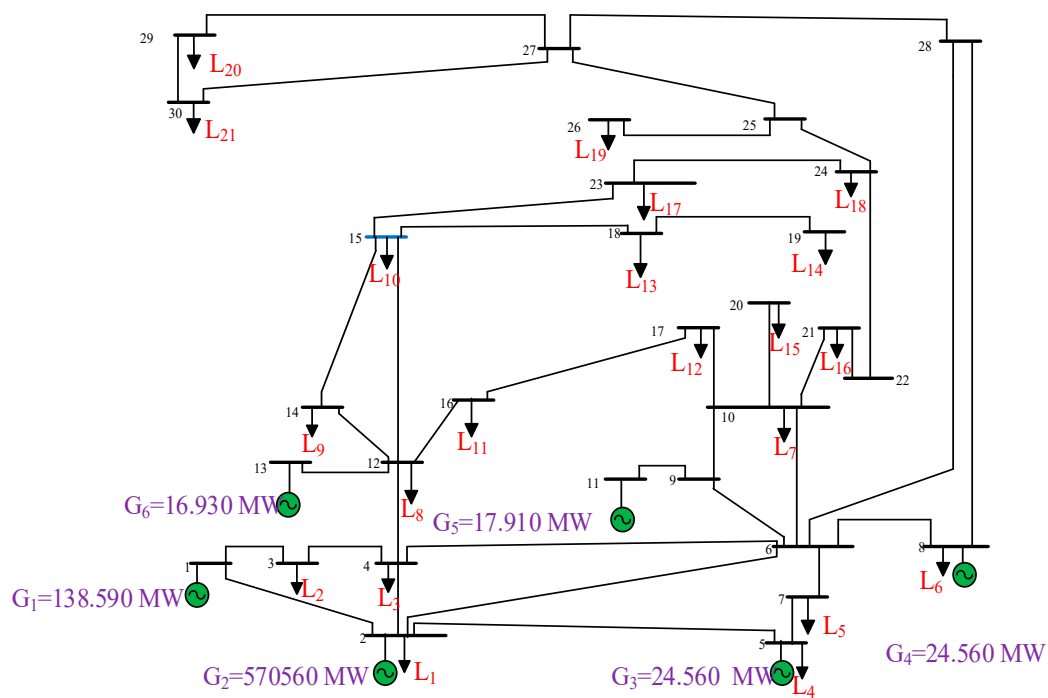 29
27
28
L₂₀
30
L₂₁
26
25
L₁₉
23
24
L₁₇
L₁₈
15
18
19
L₁₀
L₁₃
L₁₄
20
17
21
L₁₅
L₁₂
L₁₆
22
14
16
10
L₉
L₁₁
L₇
13
12
11
9
G₆=16.930 MW
L₈
G₅=17.910 MW
1
3
4
6
8
G₁=138.590 MW
L₂
L₃
L₆
7
L₅
2
5
G₂=570560 MW
L₁
G₃=24.560 MW
L₄
G₄=24.560 MW